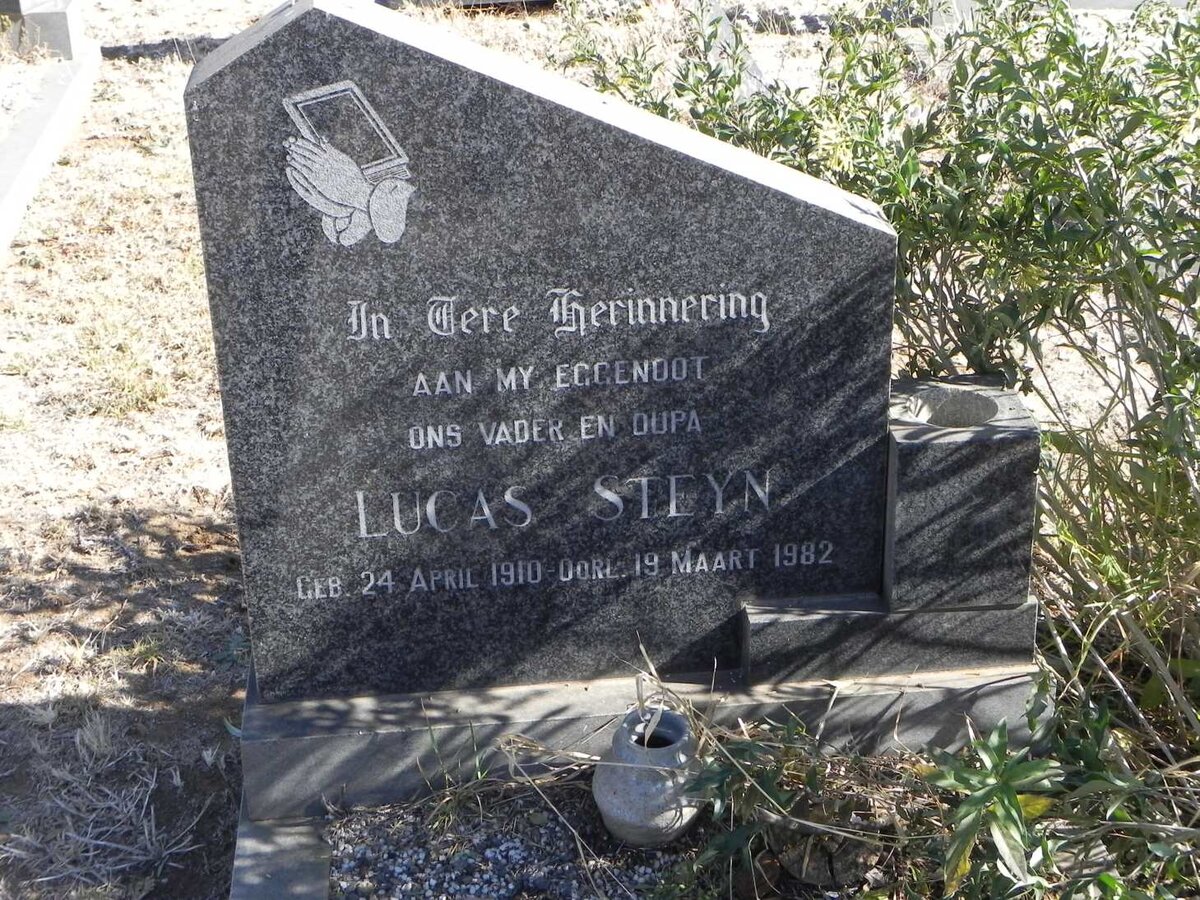 In Tere Herinnering
AAN MY EGGENOOT
ONS VADER EN OUPA
LUCAS STEYN
GEB. 24 APRIL 1910 - OORL. 19 MAART 1982